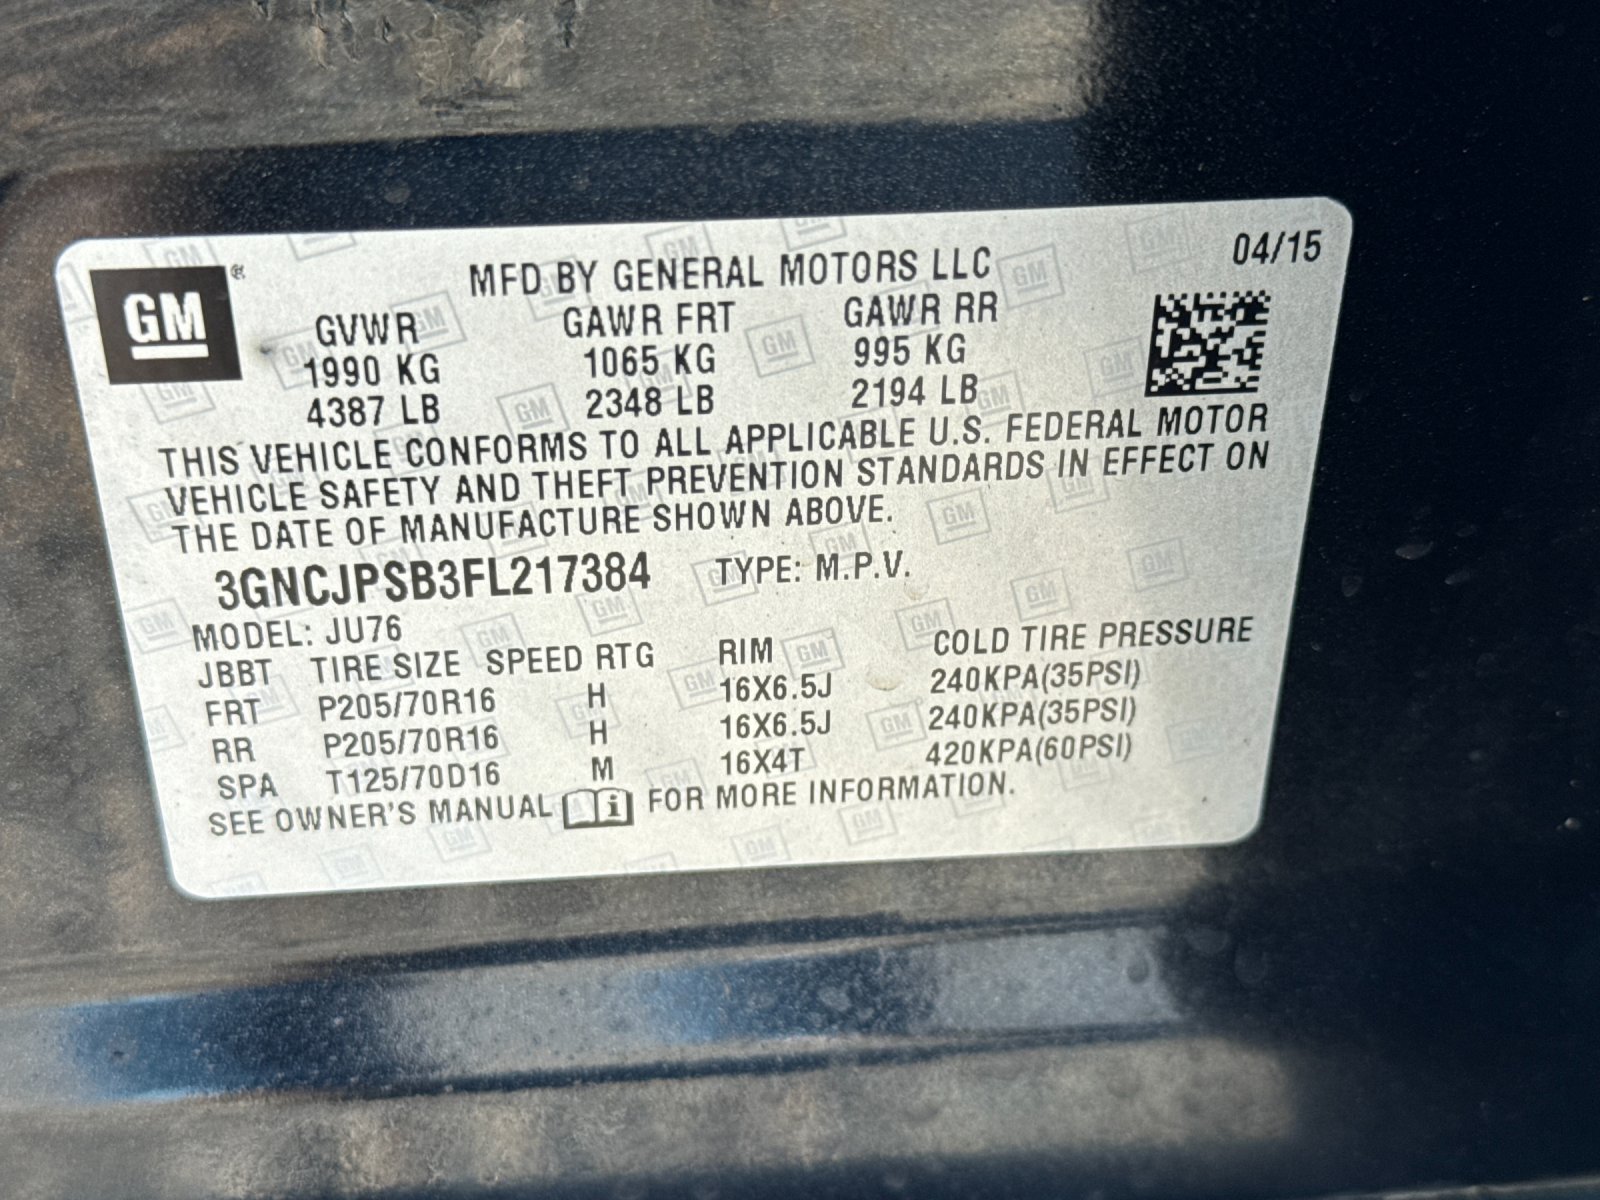 GM®
MFD BY GENERAL MOTORS LLC 04/15
GVWR GAWR FRT GAWR RR
1990 KG 1065 KG 995 KG
4387 LB 2348 LB 2194 LB
THIS VEHICLE CONFORMS TO ALL APPLICABLE U.S. FEDERAL MOTOR
VEHICLE SAFETY AND THEFT PREVENTION STANDARDS IN EFFECT ON
THE DATE OF MANUFACTURE SHOWN ABOVE.
3GNCJPSB3FL217384 TYPE: M.P.V.
MODEL: JU76
JBBT TIRE SIZE SPEED RTG RIM COLD TIRE PRESSURE
FRT P205/70R16 H 16X6.5J 240KPA(35PSI)
RR P205/70R16 H 16X6.5J 240KPA(35PSI)
SPA T125/70D16 M 16X4T 420KPA(60PSI)
SEE OWNER'S MANUAL i FOR MORE INFORMATION.